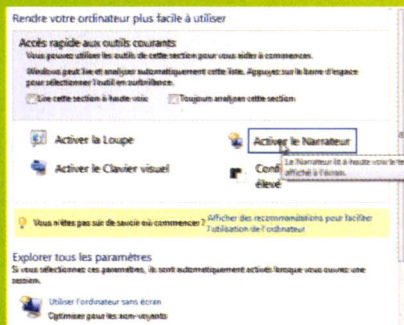 Rendre votre ordinateur plus facile à utiliser
Accès rapide aux outils courants
Vous pouvez utiliser les outils de cette section pour vous aider à commencer.
Windows peut lire et analyser automatiquement cette liste. Appuyez sur la barre d'espace
pour sélectionner l'outil en surbrillance.
Lire cette section à haute voix Toujours analyser cette section
Activer la Loupe Activer le Narrateur
Le Narrateur lit à haute voix le te
affiché à l'écran.
Activer le Clavier visuel Conf
élevé
Vous n'êtes pas sûr de savoir où commencer ? Afficher des recommandations pour faciliter
l'utilisation de l'ordinateur
Explorer tous les paramètres
Si vous sélectionnez ces paramètres, ils sont automatiquement activés lorsque vous ouvrez une
session.
Utiliser l'ordinateur sans écran
Optimiser pour les non-voyants